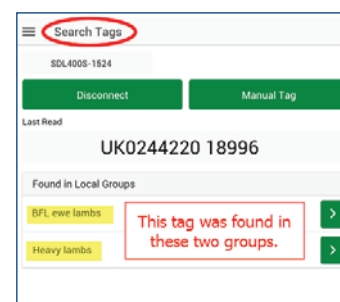 Search Tags
SDL400S-1524
Disconnect Manual Tag
Last Read
UK0244220 18996
Found in Local Groups
BFL ewe lambs
Heavy lambs
This tag was found in
these two groups.